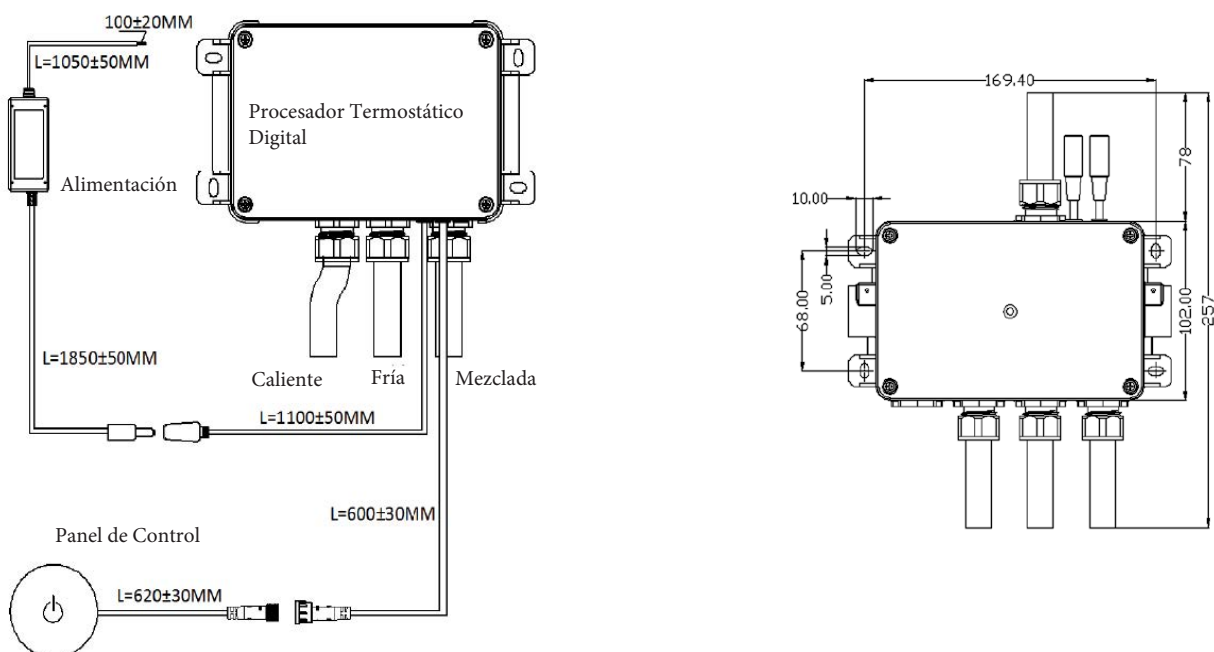 100±20MM
L=1050±50MM
Procesador Termostático
Digital
Alimentación
L=1850±50MM
Caliente
Fría
Mezclada
L=1100±50MM
L=600±30MM
Panel de Control
L=620±30MM
169.40
78
10.00
5.00
68.00
102.00
257